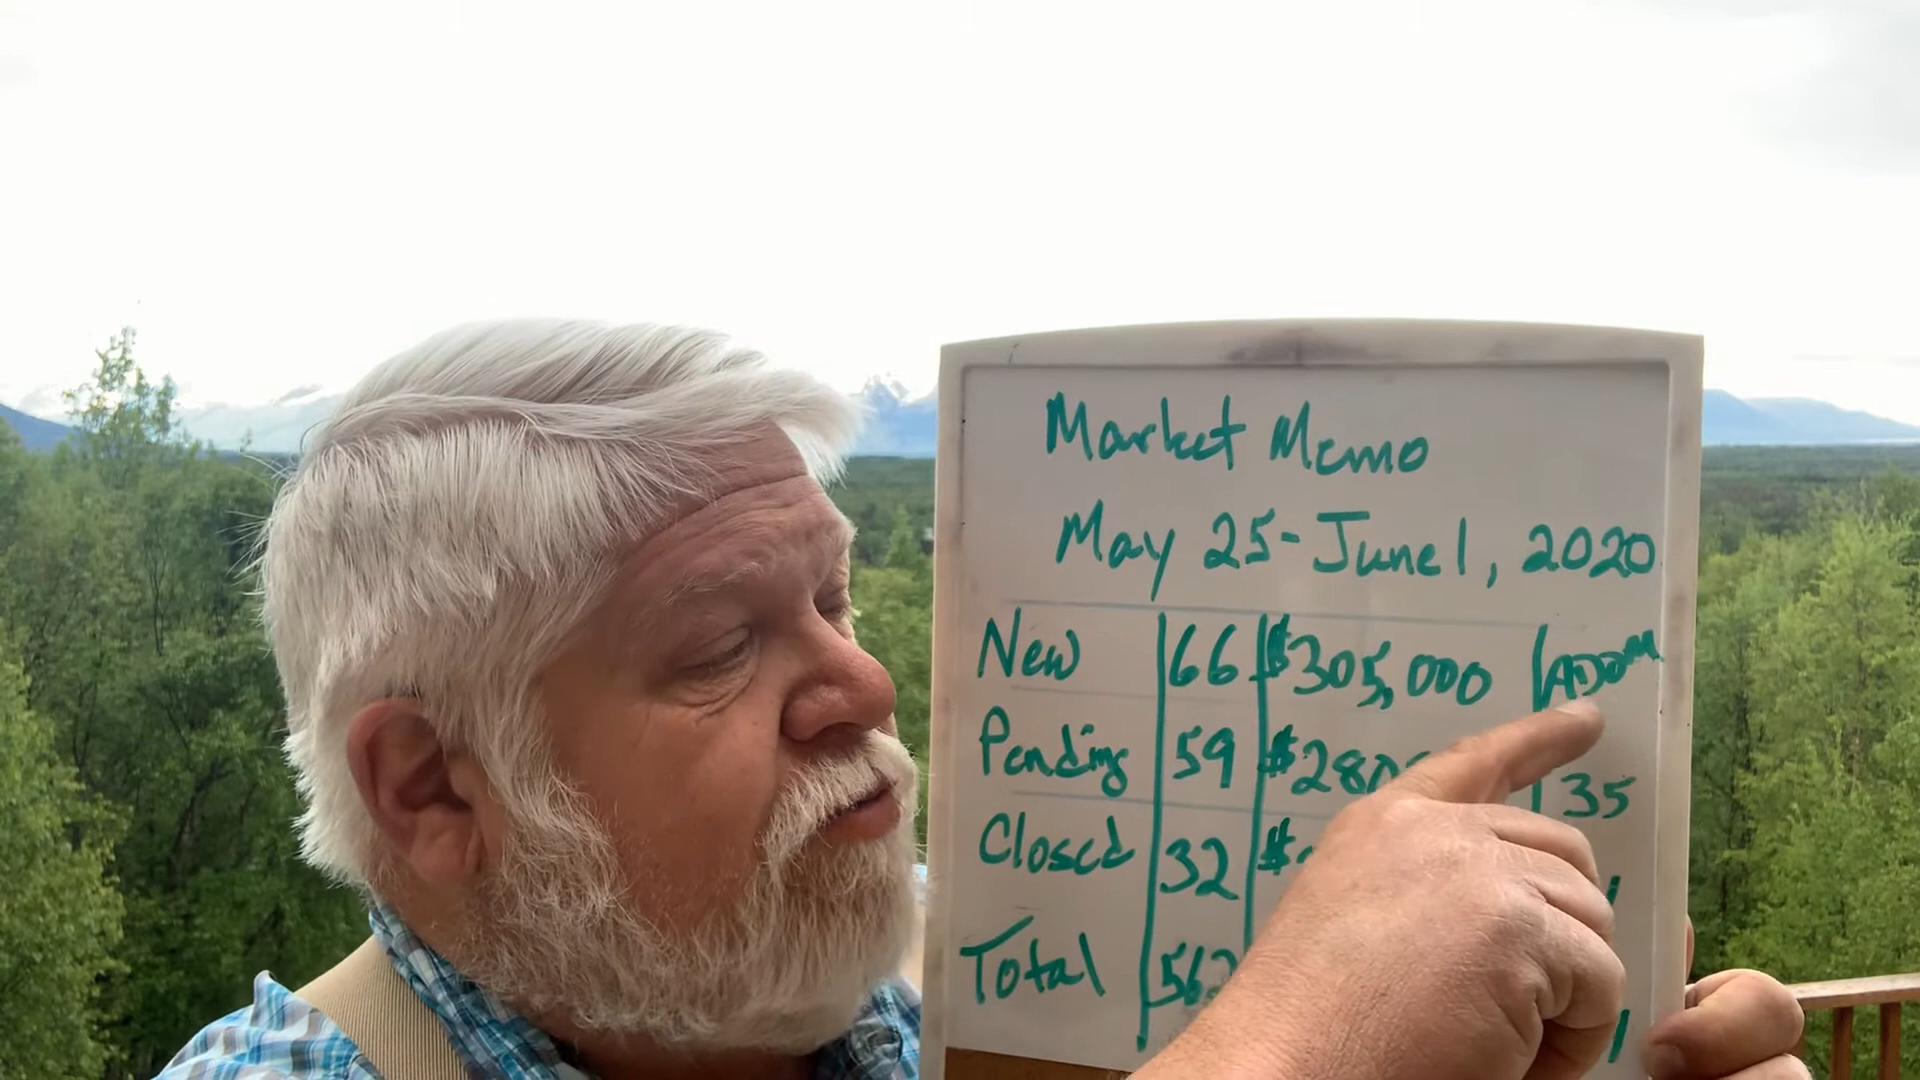 Market Memo
May 25-June 1, 2020
New 66 $305,000 ADOM
Pending 59 35
Closed 32
Total